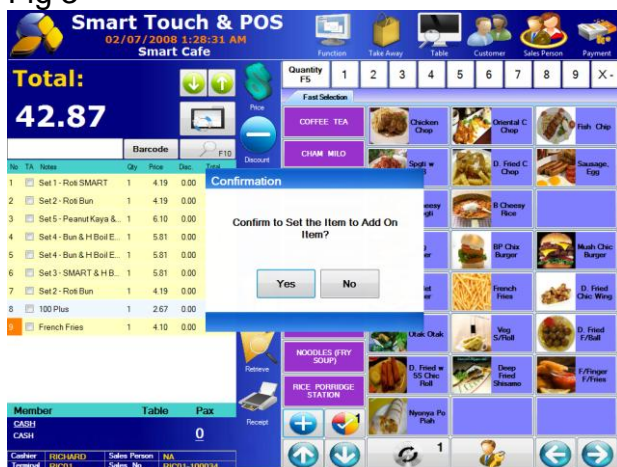 Fig 8
Smart Touch & POS
02/07/2008 1:28:31 AM
Smart Cafe
Function
Take Away
Table
Customer
Sales Person
Payment
Total:
42.87
Price
Quantity F5 1 2 3 4 5 6 7 8 9 X-
Fast Selection
Barcode
F10
Discount
COFFEE TEA
CHAM MILO
Chicken Chop
Oriental C Chop
Fish Chip
Spgti w
D. Fried C Chop
Sausage, Egg
B Cheesy Rice
BP Chix Burger
Mush Chic Burger
French Fries
D. Fried Chic Wing
Otak Otak
Veg S/Roll
D. Fried F/Ball
NOODLES (FRY SOUP)
D. Fried w SS Chic Roll
Deep Fried Shisamo
F/Finger F/Fries
RICE PORRIDGE STATION
Nyonya Po Piah
No TA Notes Qty Price Disc. Total
1 Set 1 - Roti SMART 1 4.19 0.00
2 Set 2 - Roti Bun 1 4.19 0.00
3 Set 5 - Peanut Kaya &.. 1 6.10 0.00
4 Set 4 - Bun & H Boil E... 1 5.81 0.00
5 Set 4 - Bun & H Boil E... 1 5.81 0.00
6 Set 3 - SMART & H B.. 1 5.81 0.00
7 Set 2 - Roti Bun 1 4.19 0.00
8 100 Plus 1 2.67 0.00
9 French Fries 1 4.10 0.00
Confirmation
Confirm to Set the Item to Add On
Item?
Yes No
Retrieve
Receipt
Member Table Pax
CASH
CASH 0
Cashier RICHARD Sales Person NA
Terminal RIC01 Sales No RIC01-100034
1
1